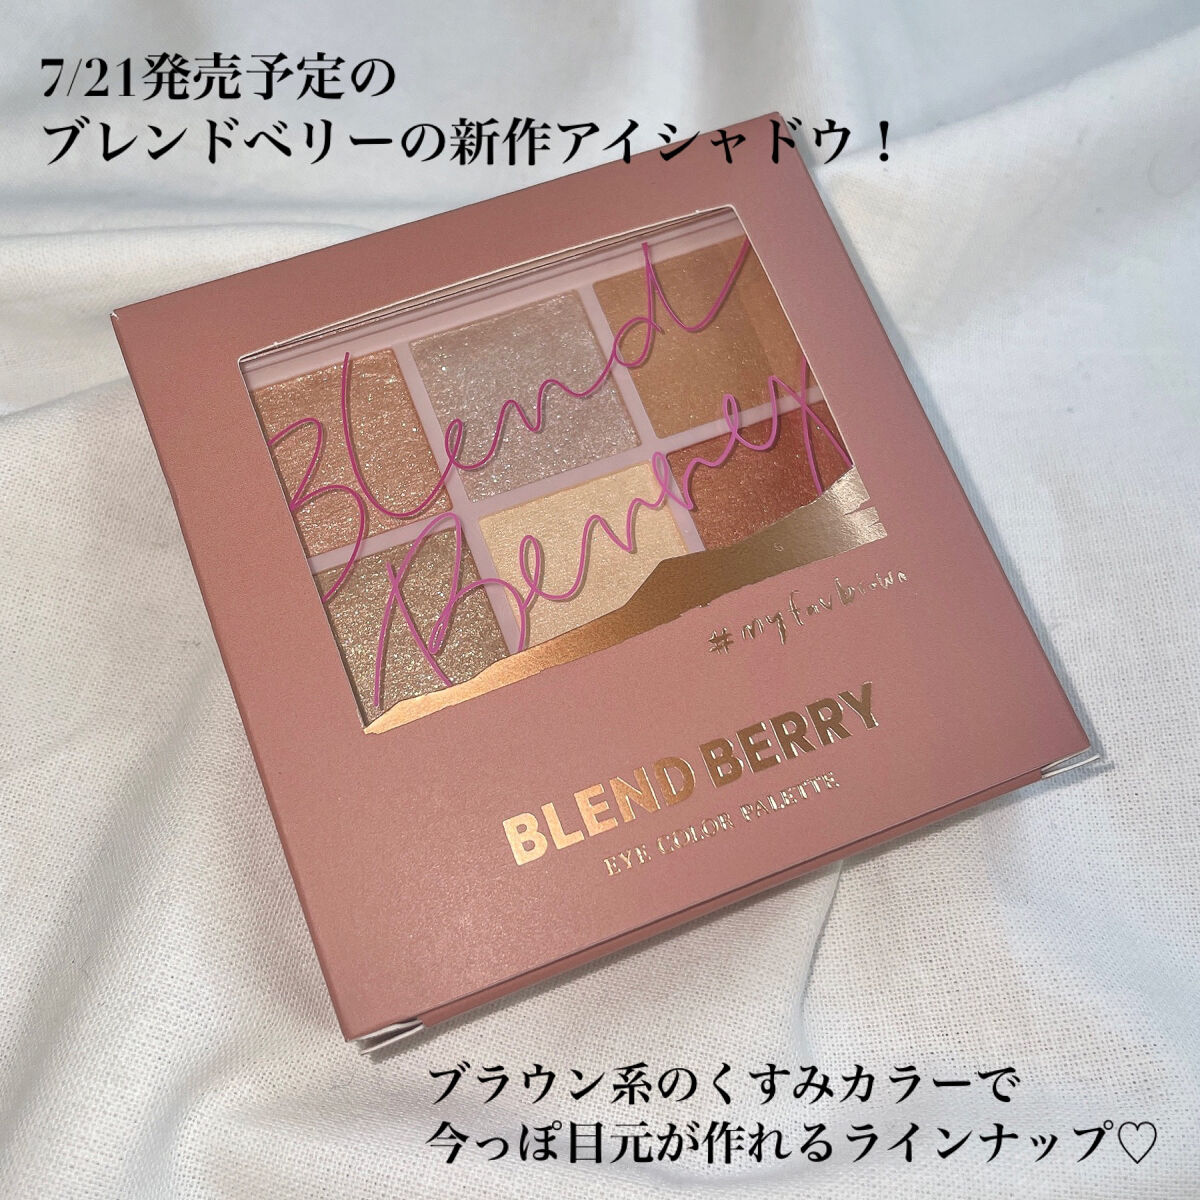 7/21発売予定の
ブレンドベリーの新作アイシャドウ！
Blend
Berry
#myfavbrown
BLEND BERRY
EYE COLOR PALETTE
ブラウン系のくすみカラーで
今っぽ目元が作れるラインナップ♡